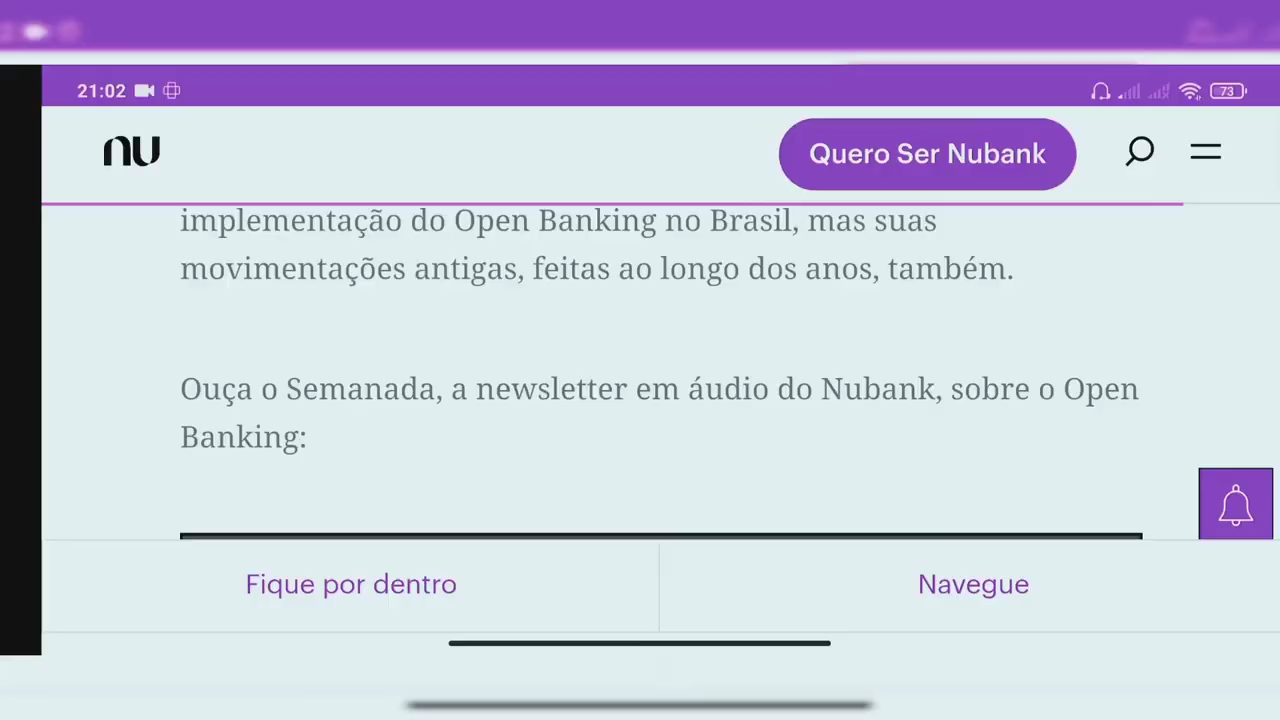 21:02
73
nu
Quero Ser Nubank
implementação do Open Banking no Brasil, mas suas
movimentações antigas, feitas ao longo dos anos, também.
Ouça o Semanada, a newsletter em áudio do Nubank, sobre o Open
Banking:
Fique por dentro
Navegue